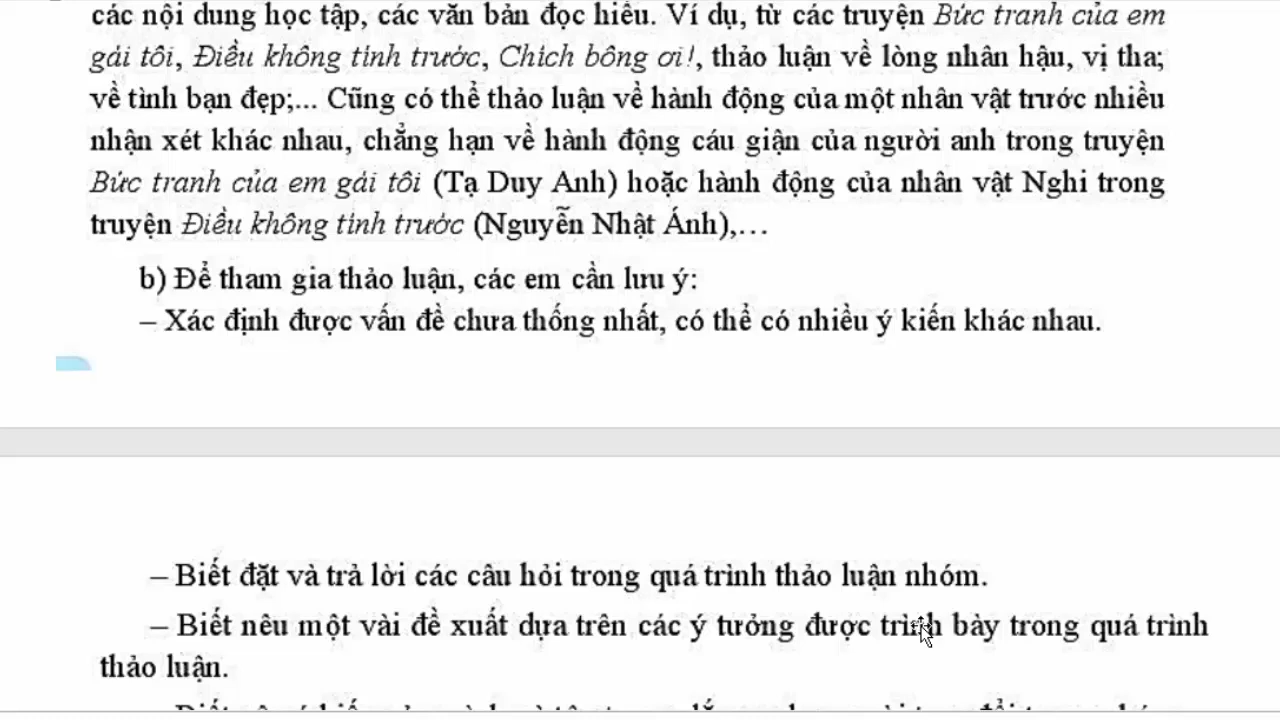 các nội dung học tập, các văn bản đọc hiểu. Ví dụ, từ các truyện Bức tranh của em
gái tôi, Điều không tính trước, Chích bông ơi!, thảo luận về lòng nhân hậu, vị tha;
về tình bạn đẹp;... Cũng có thể thảo luận về hành động của một nhân vật trước nhiều
nhận xét khác nhau, chẳng hạn về hành động cáu giận của người anh trong truyện
Bức tranh của em gái tôi (Tạ Duy Anh) hoặc hành động của nhân vật Nghi trong
truyện Điều không tính trước (Nguyễn Nhật Ánh),…
b) Để tham gia thảo luận, các em cần lưu ý:
– Xác định được vấn đề chưa thống nhất, có thể có nhiều ý kiến khác nhau.
– Biết đặt và trả lời các câu hỏi trong quá trình thảo luận nhóm.
– Biết nêu một vài đề xuất dựa trên các ý tưởng được trình bày trong quá trình
thảo luận.